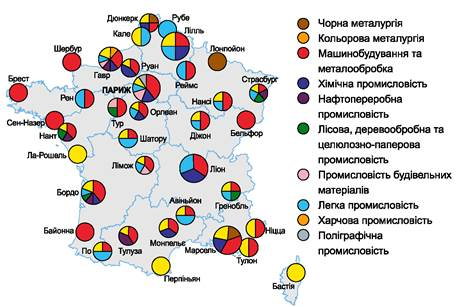 Дюнкерк
Рубе
Кале
Лілль
Шербур
Руан
Лонпойон
Гавр
Страсбург
Брест
ПАРИЖ
Реймс
Рен
Нансі
Сен-Назер
Орлеан
Тур
Нант
Діжон
Бельфор
Шатору
Ла-Рошаль
Лімож
Ліон
Бордо
Гренобль
Авіньйон
Байонна
Ніцца
По
Тулуза
Монпельє
Марсель
Тулон
Перпіньян
Бастія
Чорна металургія
Кольорова металургія
Машинобудування та
металообробка
Хімічна промисловість
Нафтопереробна
промисловість
Лісова, деревообробна та
целюлозно-паперова
промисловість
Промисловість будівельних
матеріалів
Легка промисловість
Харчова промисловість
Поліграфічна
промисловість